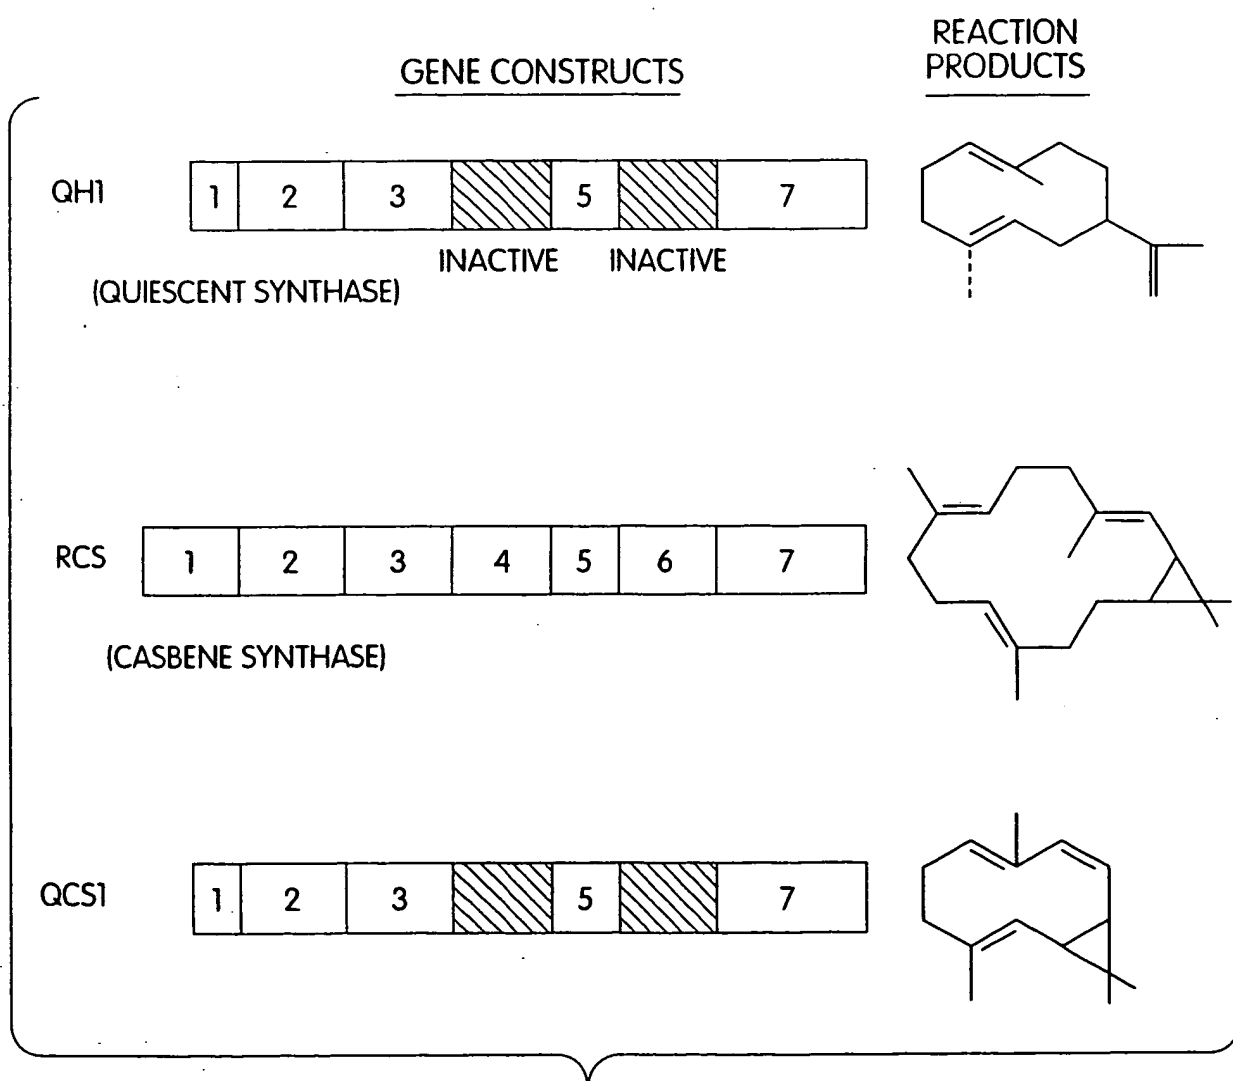 GENE CONSTRUCTS
REACTION
PRODUCTS
QH1
1 2 3 5 7
INACTIVE INACTIVE
(QUIESCENT SYNTHASE)
RCS
1 2 3 4 5 6 7
(CASBENE SYNTHASE)
QCS1
1 2 3 5 7